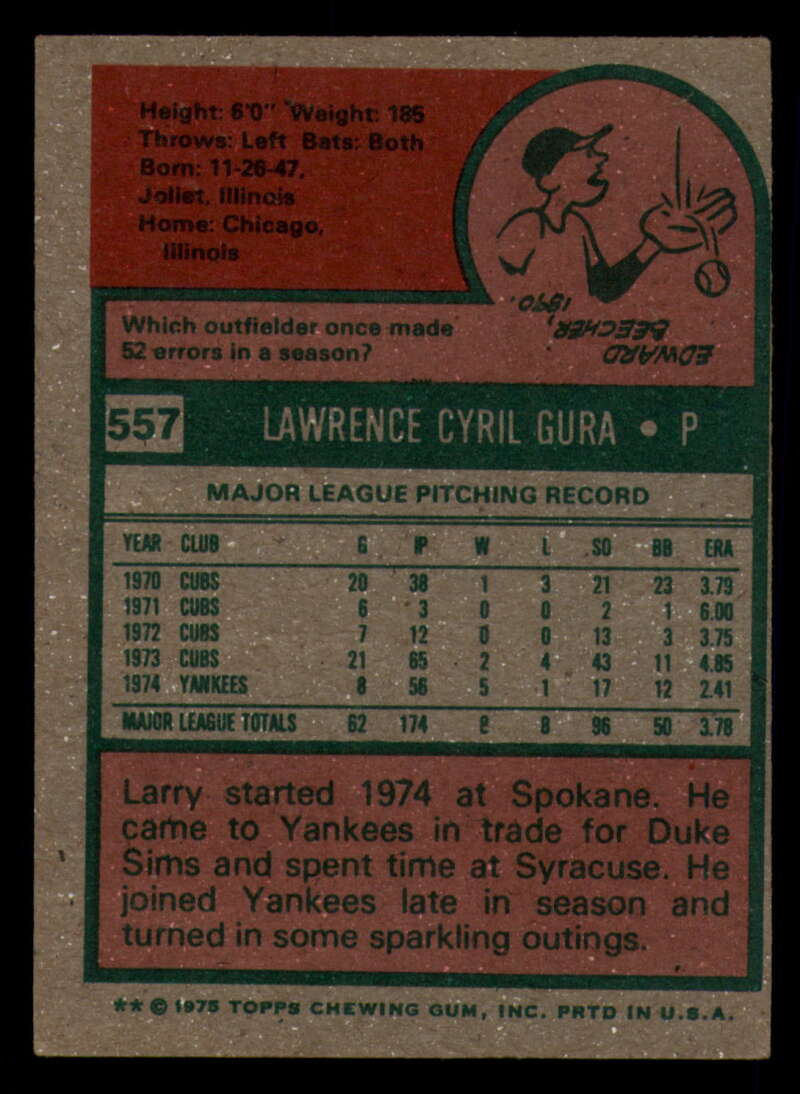 Height: 6'0" Weight: 185
Throws: Left Bats: Both
Born: 11-26-47,
Joliet, Illinois
Home: Chicago,
Illinois
Which outfielder once made
52 errors in a season?
EDWARD
BEECHER,
1890.
557 LAWRENCE CYRIL GURA • P
MAJOR LEAGUE PITCHING RECORD
YEAR CLUB G IP W L SO BB ERA
1970 CUBS 20 38 1 3 21 23 3.79
1971 CUBS 6 3 0 0 2 1 6.00
1972 CUBS 7 12 0 0 13 3 3.75
1973 CUBS 21 65 2 4 43 11 4.85
1974 YANKEES 8 56 5 1 17 12 2.41
MAJOR LEAGUE TOTALS 62 174 8 8 96 50 3.78
Larry started 1974 at Spokane. He
came to Yankees in trade for Duke
Sims and spent time at Syracuse. He
joined Yankees late in season and
turned in some sparkling outings.
** © 1975 TOPPS CHEWING GUM, INC. PRTD IN U.S.A.